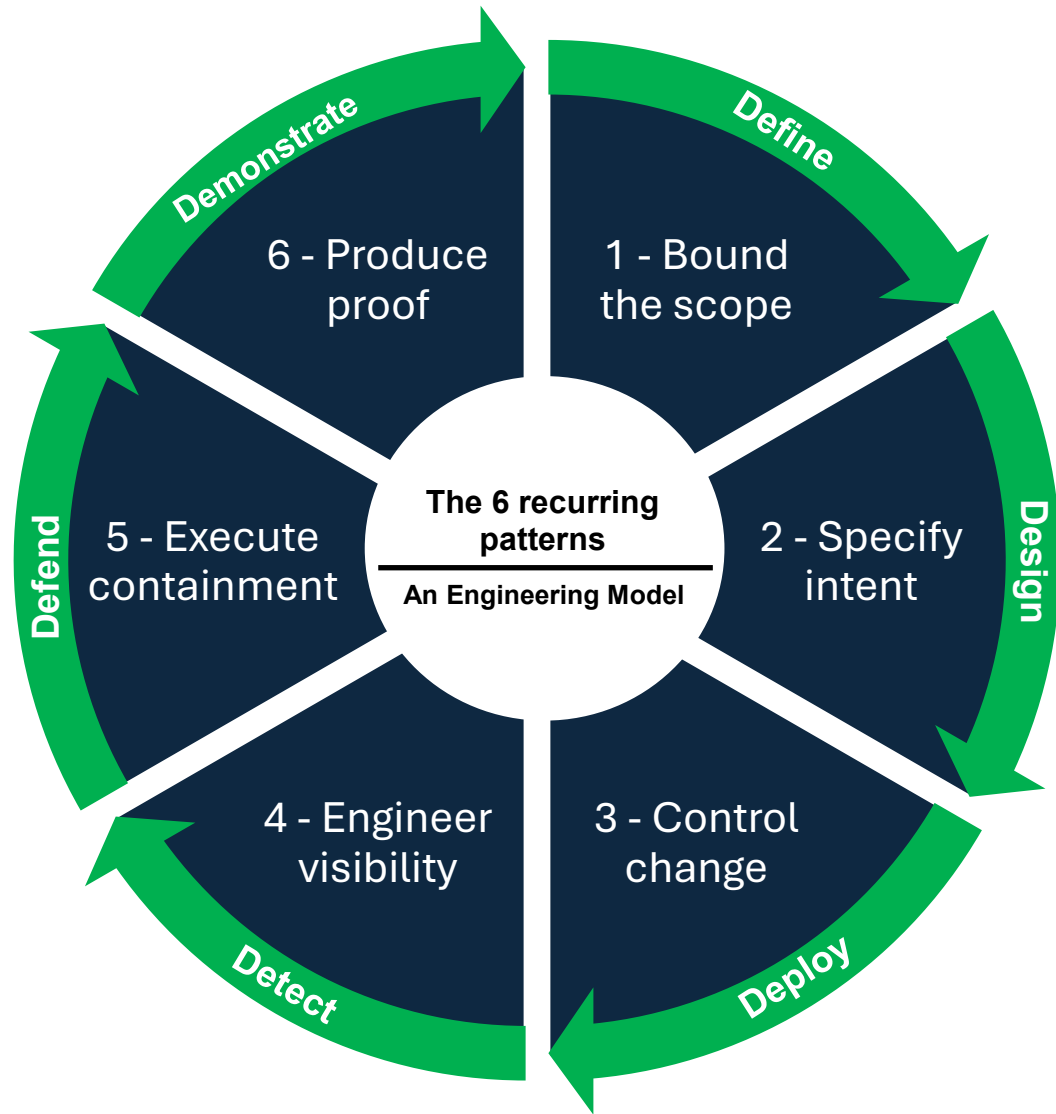 The 6 recurring
patterns
An Engineering Model
Define
1 - Bound
the scope
Design
2 - Specify
intent
Deploy
3 - Control
change
Detect
4 - Engineer
visibility
Defend
5 - Execute
containment
Demonstrate
6 - Produce
proof